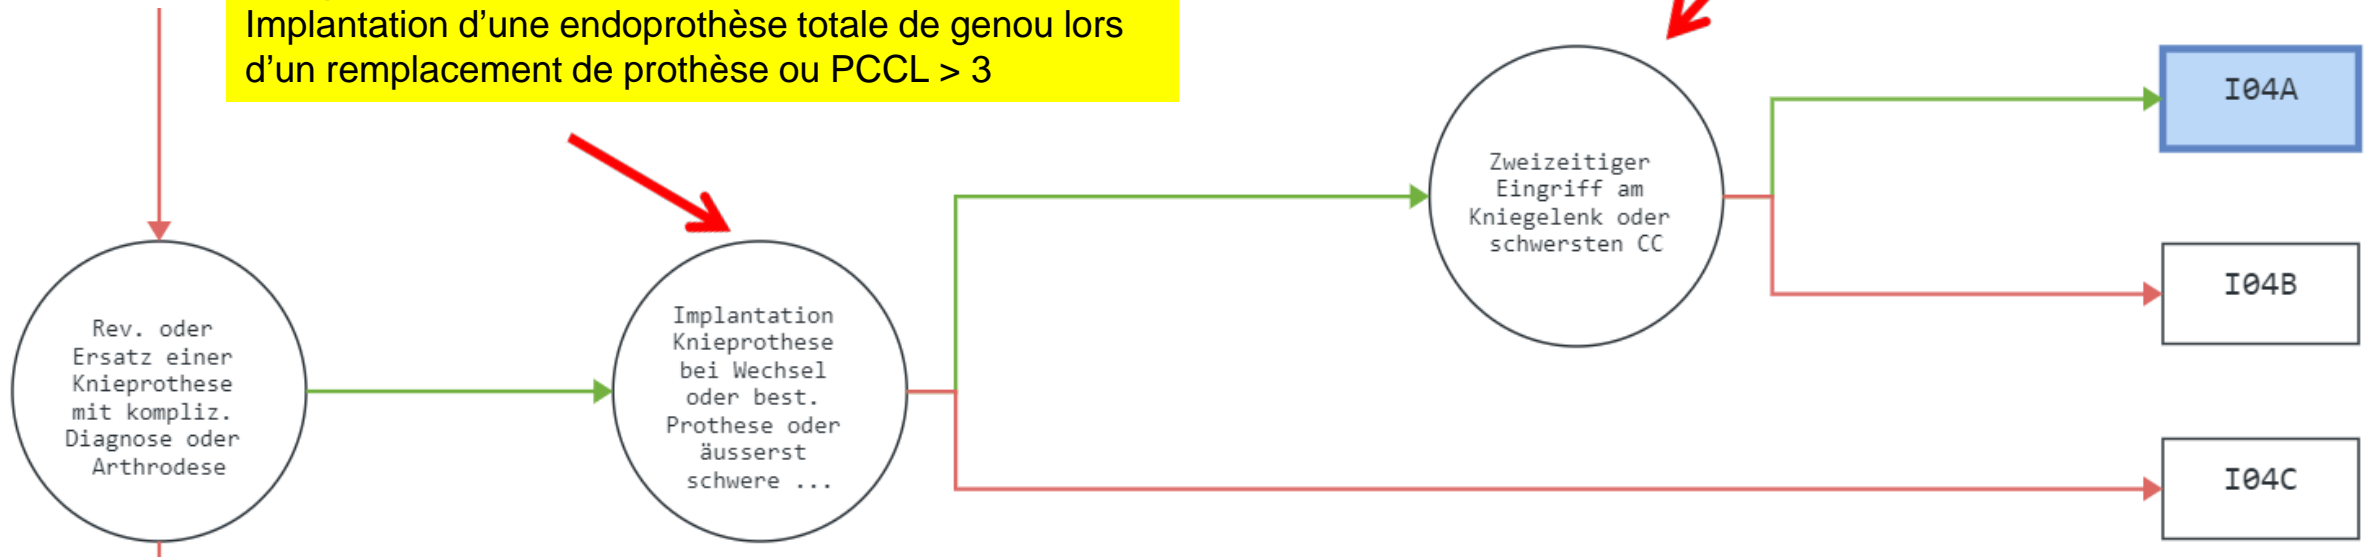 Implantation d’une endoprothèse totale de genou lors
d’un remplacement de prothèse ou PCCL > 3
Rev. oder
Ersatz einer
Knieprothese
mit kompliz.
Diagnose oder
Arthrodese
Implantation
Knieprothese
bei Wechsel
oder best.
Prothese oder
äusserst
schwere ...
Zweizeitiger
Eingriff am
Kniegelenk oder
schwersten CC
I04A
I04B
I04C